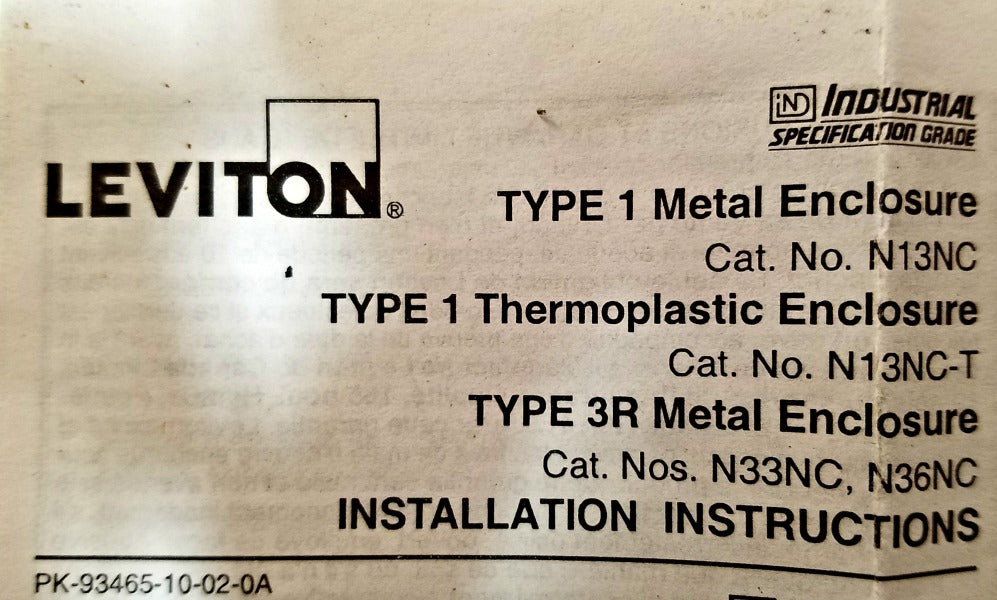 IND INDUSTRIAL
SPECIFICATION GRADE
LEVITON®
TYPE 1 Metal Enclosure
Cat. No. N13NC
TYPE 1 Thermoplastic Enclosure
Cat. No. N13NC-T
TYPE 3R Metal Enclosure
Cat. Nos. N33NC, N36NC
INSTALLATION INSTRUCTIONS
PK-93465-10-02-0A